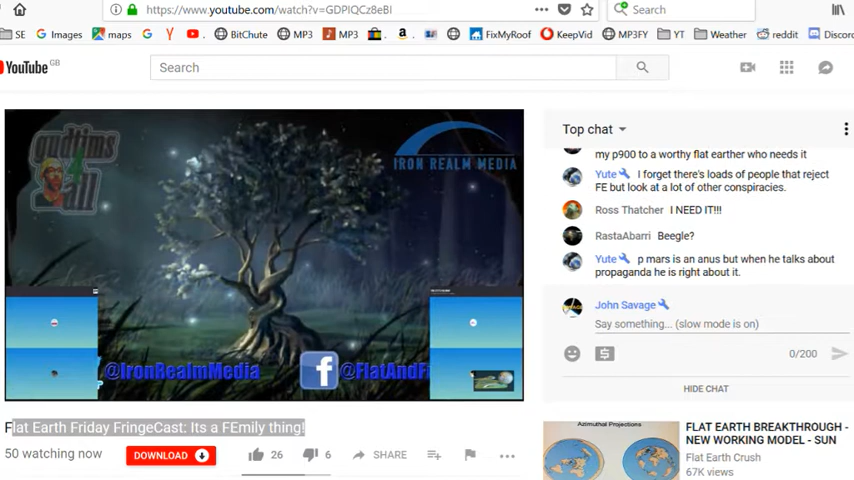 https://www.youtube.com/watch?v=GDPIQCz8eBI
Search
SE
Images
maps
BitChute
MP3
MP3
FixMyRoof
KeepVid
MP3FY
YT
Weather
reddit
Discord
YouTube GB
Search
gudtims 4 all
IRON REALM MEDIA
@IronRealmMedia
Flat Earth Friday FringeCast: Its a FEmily thing!
50 watching now
DOWNLOAD
26
6
SHARE
Top chat
my p900 to a worthy flat earther who needs it
Yute I forget there's loads of people that reject
FE but look at a lot of other conspiracies.
Ross Thatcher I NEED IT!!!
RastaAbarri Beegle?
Yute p mars is an anus but when he talks about
propaganda he is right about it.
John Savage
Say something... (slow mode is on)
0/200
HIDE CHAT
Azimuthal Projections
FLAT EARTH BREAKTHROUGH -
NEW WORKING MODEL - SUN
Flat Earth Crush
67K views